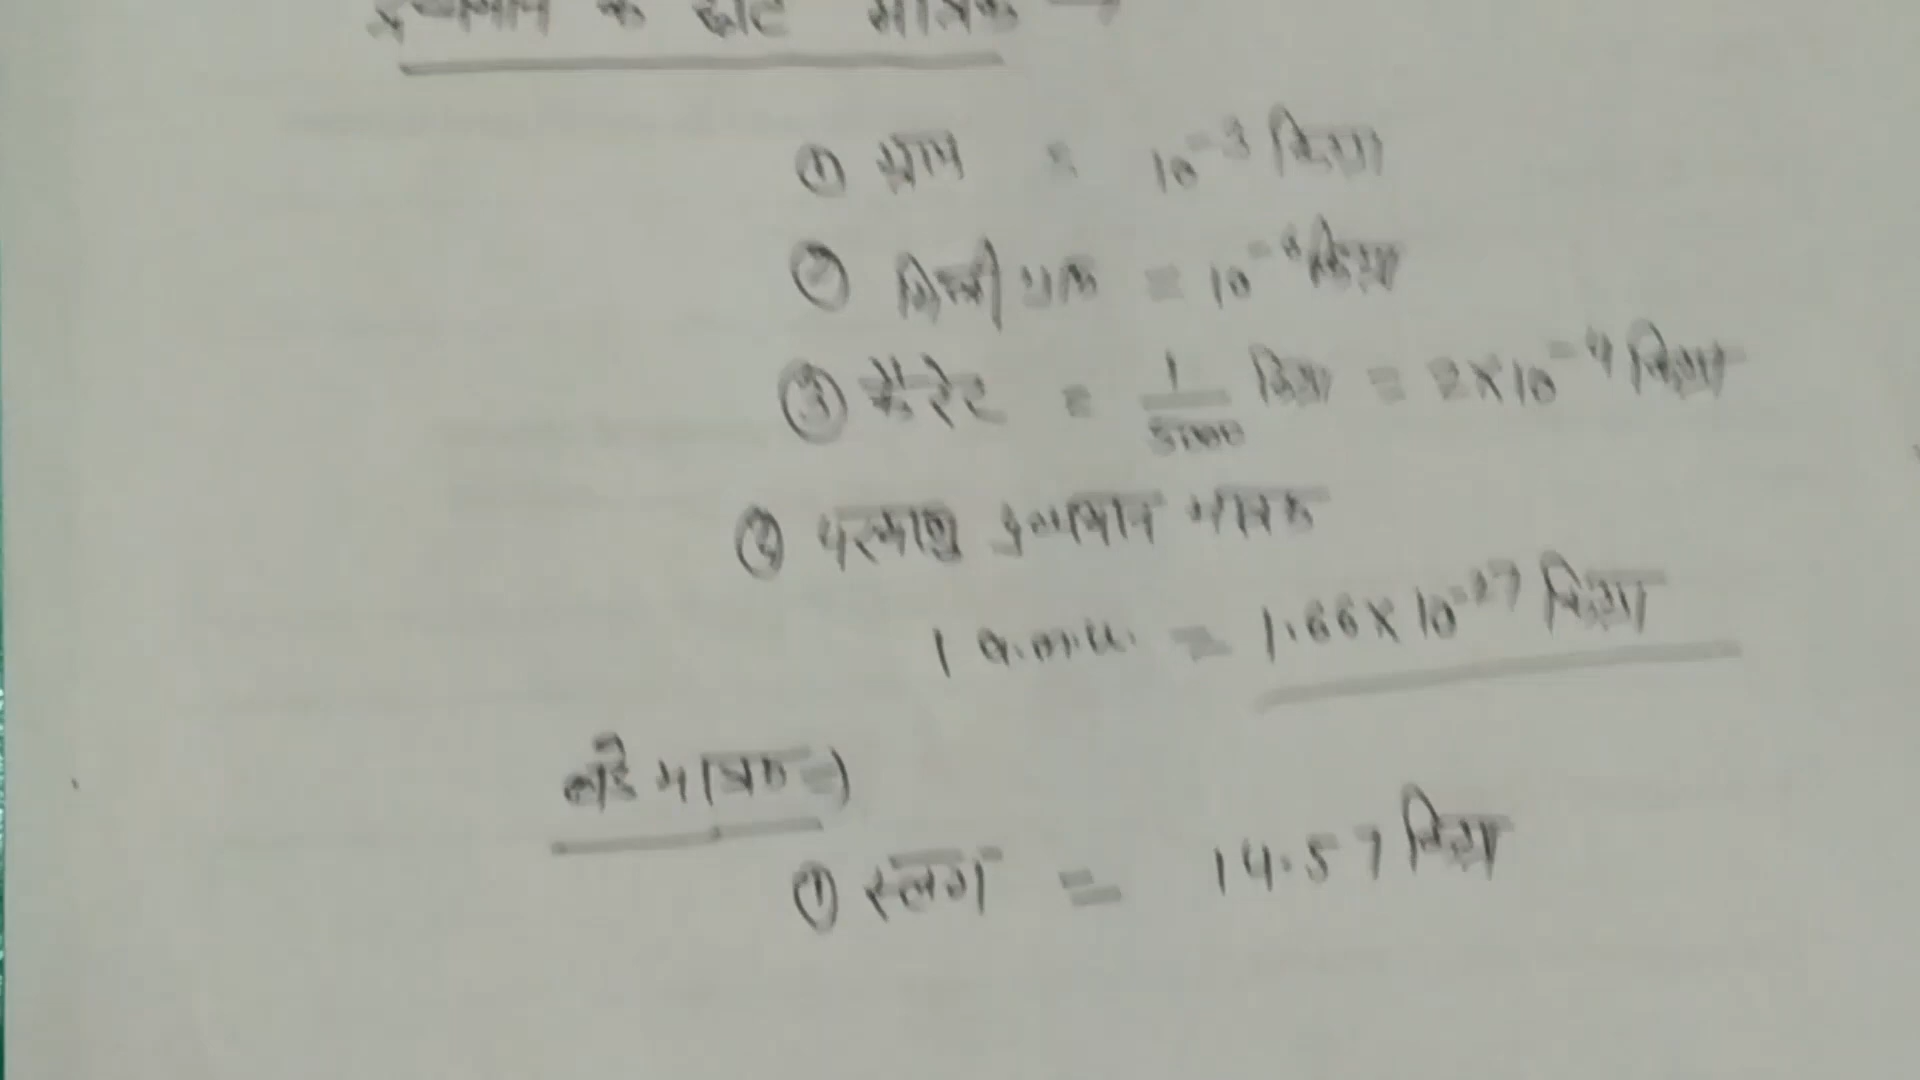 द्रव्यमान के छोटे मात्रक →
① ग्राम = 10⁻³ किग्रा
② मिलीग्राम = 10⁻⁶ किग्रा
③ कैरेट = 1/5000 किग्रा = 2×10⁻⁴ किग्रा
④ परमाणु द्रव्यमान मात्रक
1 = 1.66×10⁻²⁷ किग्रा
बड़े मात्रक →
① स्लग = 14.57 किग्रा